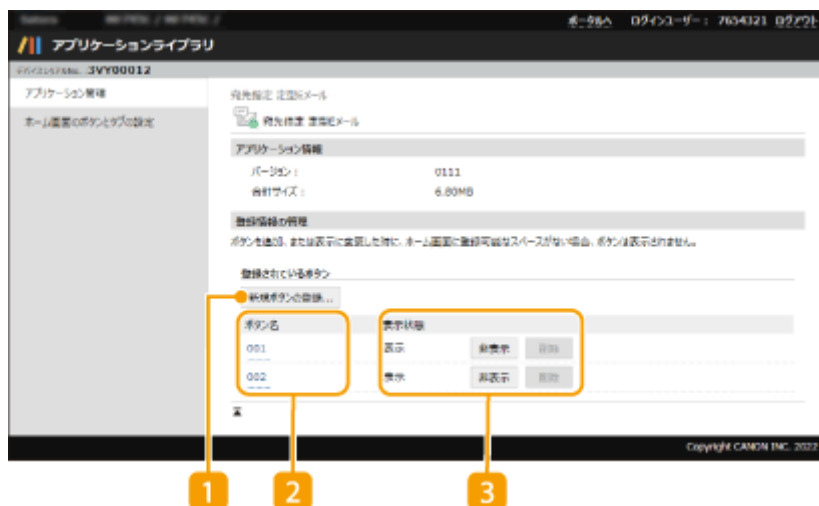 ポータルへ ログインユーザー： 7654321 ログアウト
アプリケーションライブラリ
3VY00012
アプリケーション管理
ホーム画面のボタンとタブの設定
宛先指定 定型Eメール
宛先指定 定型Eメール
アプリケーション情報
バージョン： 0111
合計サイズ： 6.80MB
登録情報の管理
ボタンを追加、または表示に変更した際に、ホーム画面に登録可能なスペースがない場合、ボタンは表示されません。
登録されているボタン
新規ボタンの登録...
ボタン名 表示状態
001 表示 非表示 削除
002 表示 非表示 削除
Copyright CANON INC. 2022
1 2 3